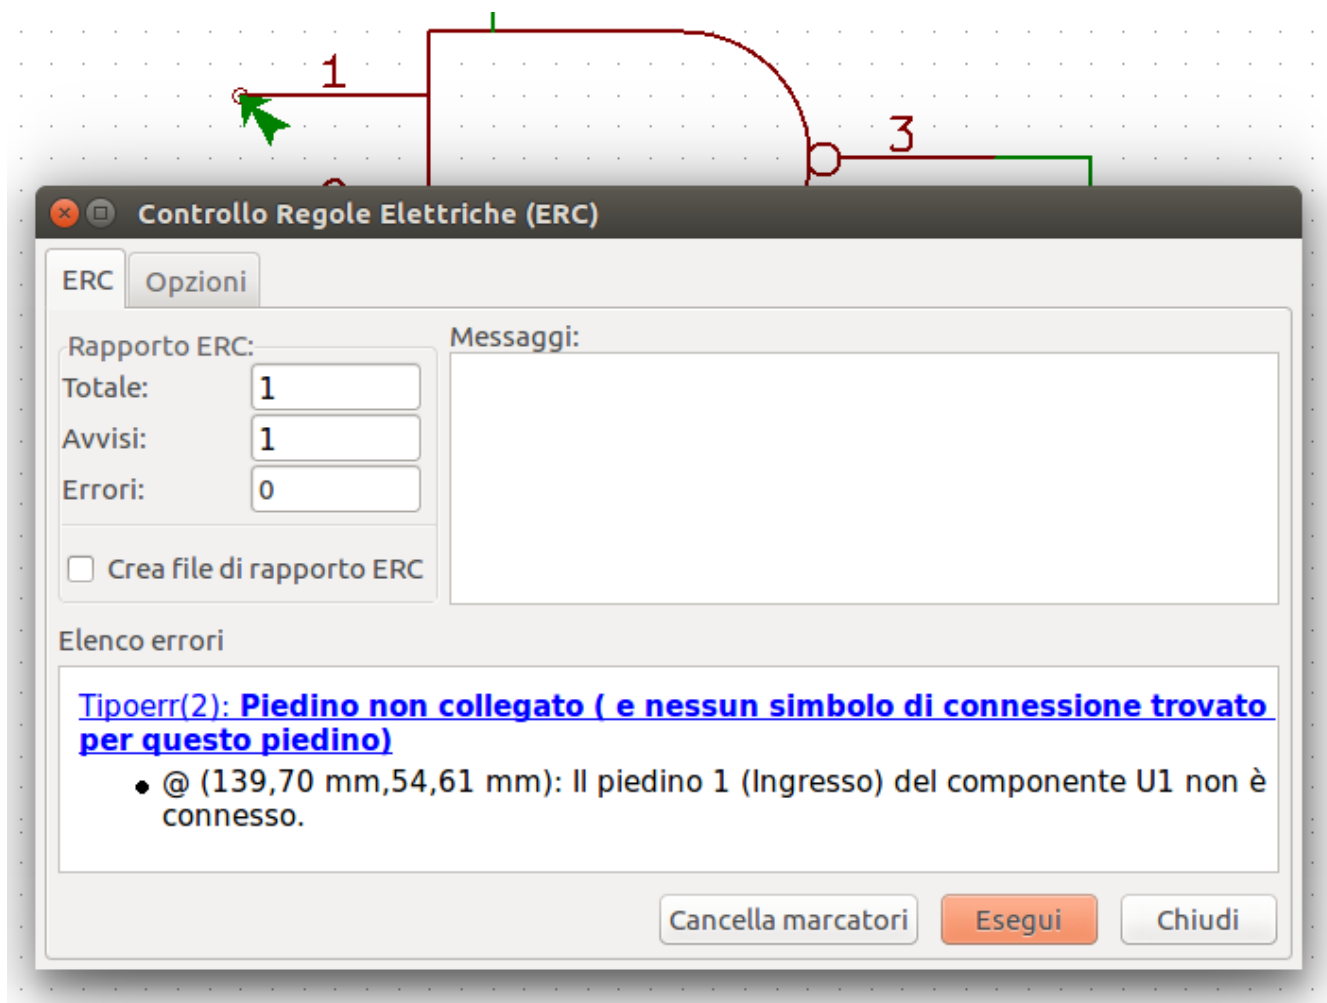 1
3
Controllo Regole Elettriche (ERC)
ERC
Opzioni
Rapporto ERC:
Messaggi:
Totale:
1
Avvisi:
1
Errori:
0
Crea file di rapporto ERC
Elenco errori
Tipoerr(2): Piedino non collegato ( e nessun simbolo di connessione trovato
per questo piedino)
@ (139,70 mm,54,61 mm): Il piedino 1 (Ingresso) del componente U1 non è
connesso.
Cancella marcatori
Esegui
Chiudi